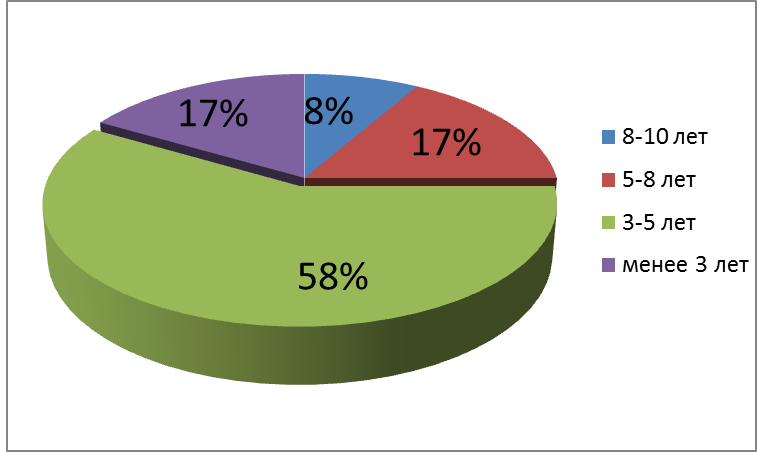 17%
8%
17%
58%
8-10 лет
5-8 лет
3-5 лет
менее 3 лет